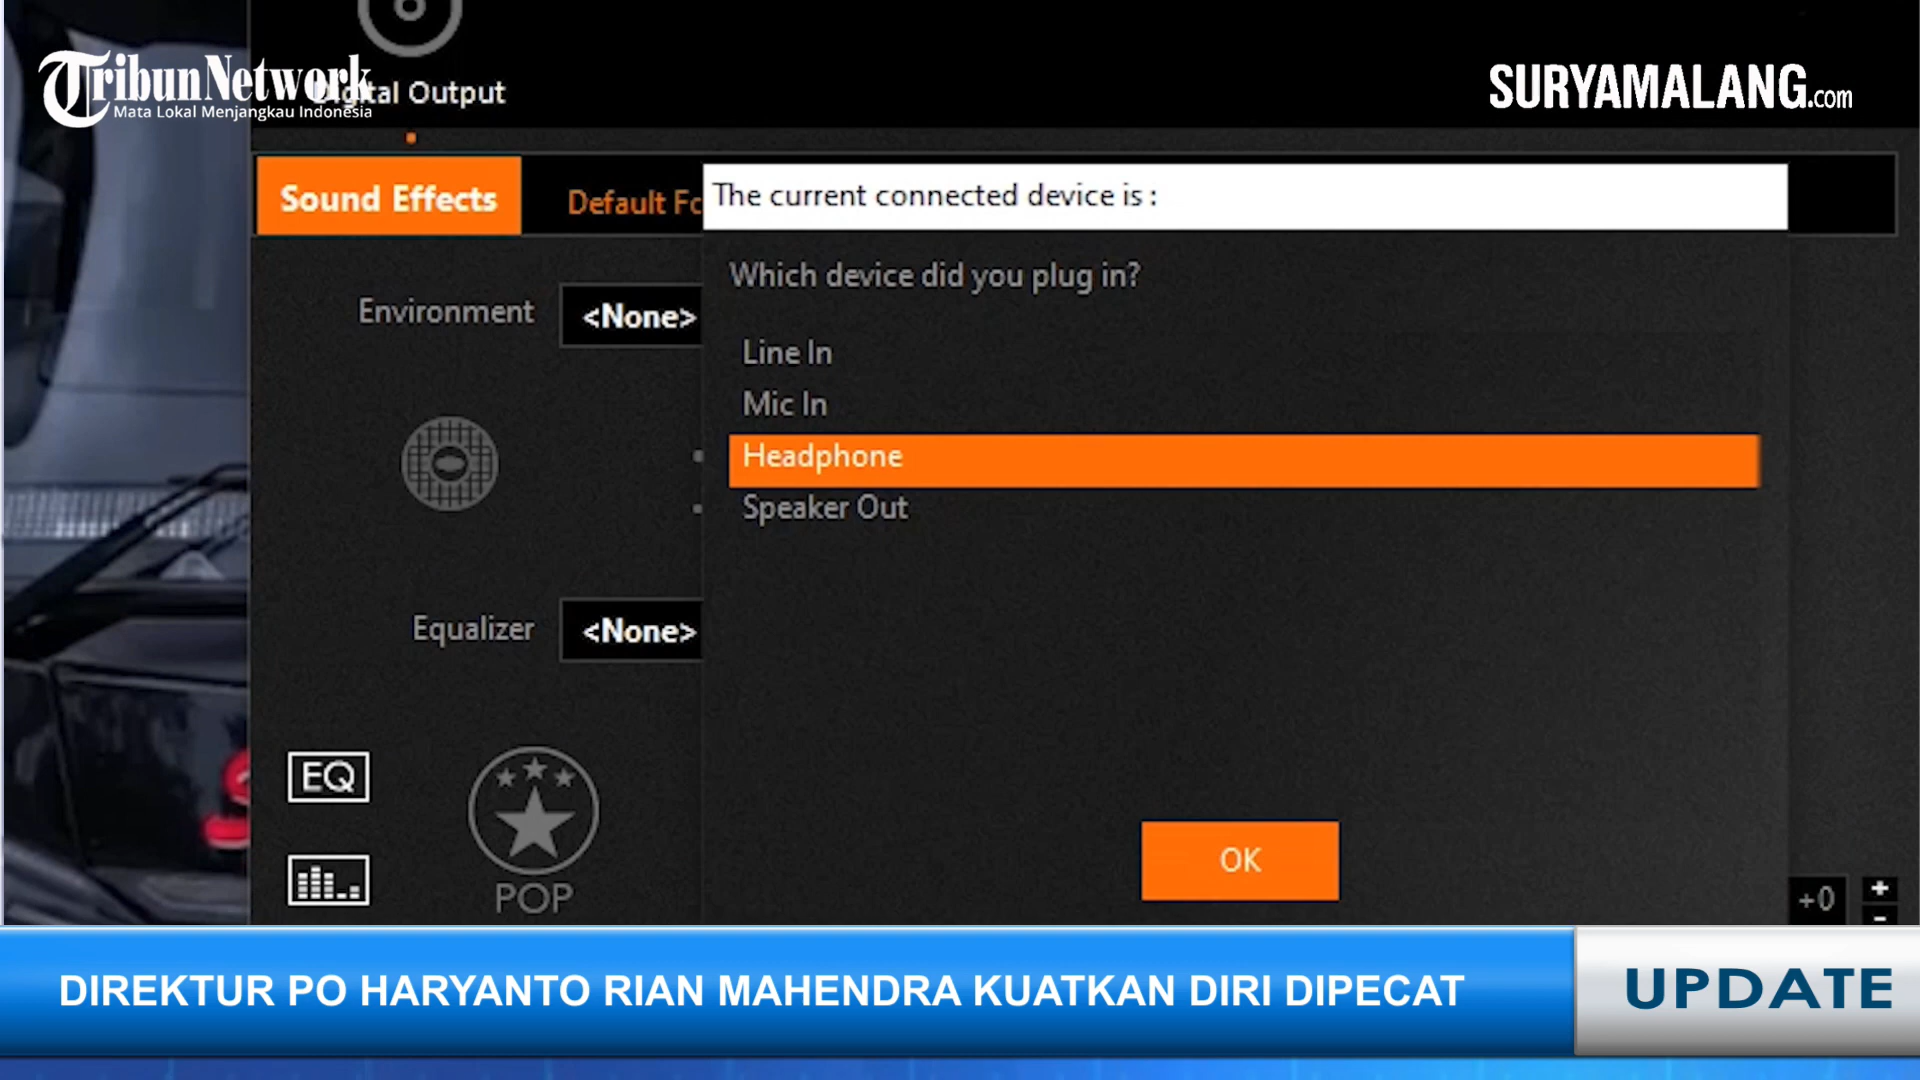 TribunNetwork
Mata Lokal Menjangkau Indonesia
SURYAMALANG.com
Digital Output
Sound Effects
Default Fo
The current connected device is :
Which device did you plug in?
Environment
<None>
Line In
Mic In
Headphone
Speaker Out
Equalizer
<None>
EQ
POP
OK
+0
+
-
DIREKTUR PO HARYANTO RIAN MAHENDRA KUATKAN DIRI DIPECAT
UPDATE